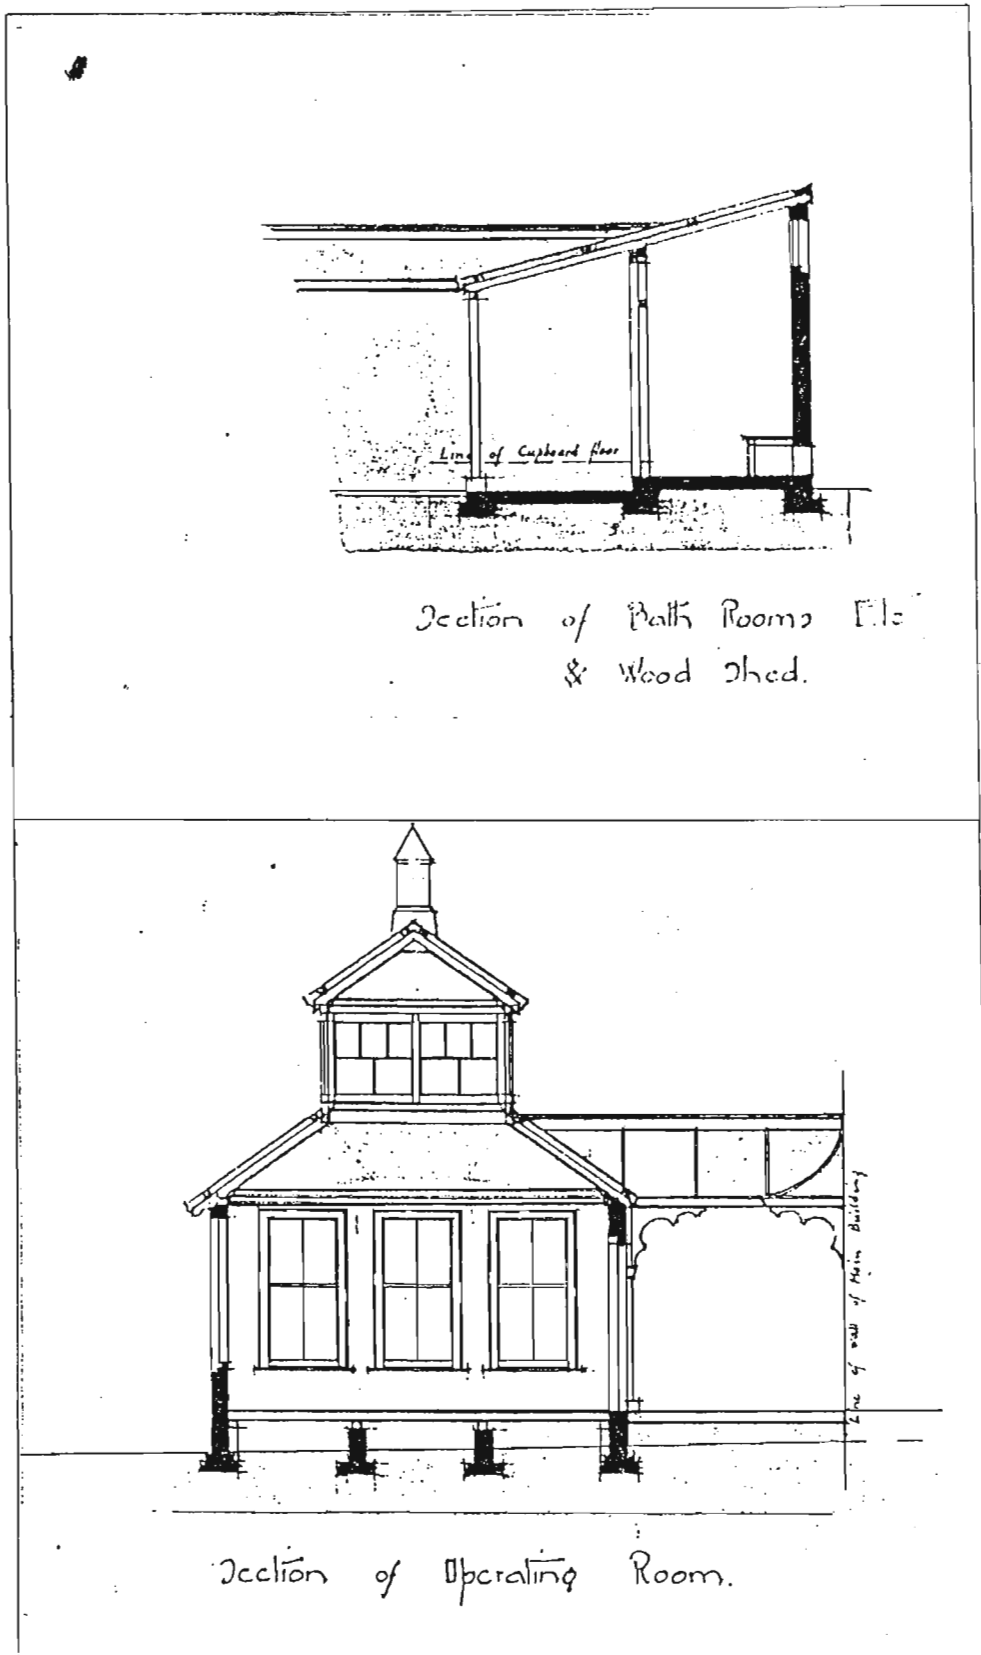 Line of Cupboard floor
Section of Bath Rooms Etc
& Wood Shed.
Line of wall of Main Building
Section of Operating Room.